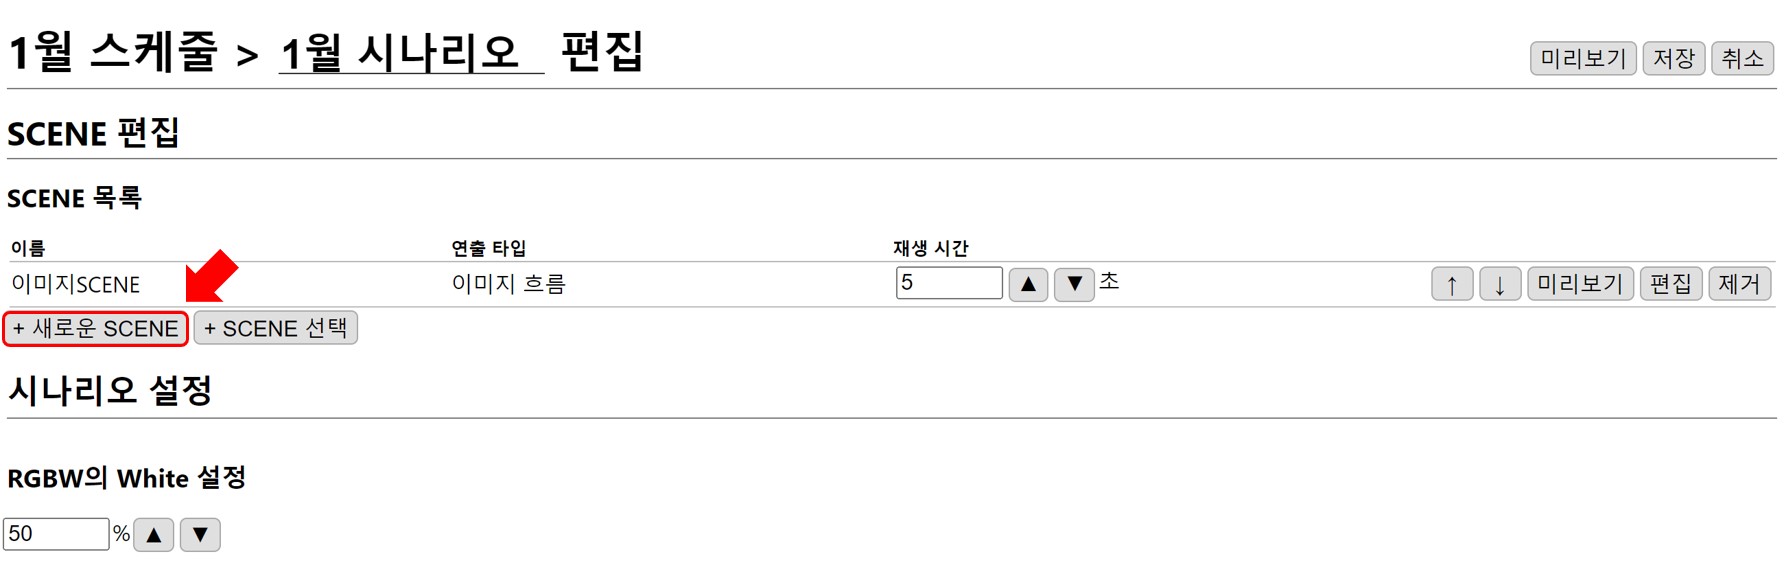 1월 스케줄 > 1월 시나리오 편집
미리보기 저장 취소
SCENE 편집
SCENE 목록
이름 연출 타입 재생 시간
이미지SCENE 이미지 흐름 5 ▲ ▼ 초 ↑ ↓ 미리보기 편집 제거
+ 새로운 SCENE + SCENE 선택
시나리오 설정
RGBW의 White 설정
50 % ▲ ▼